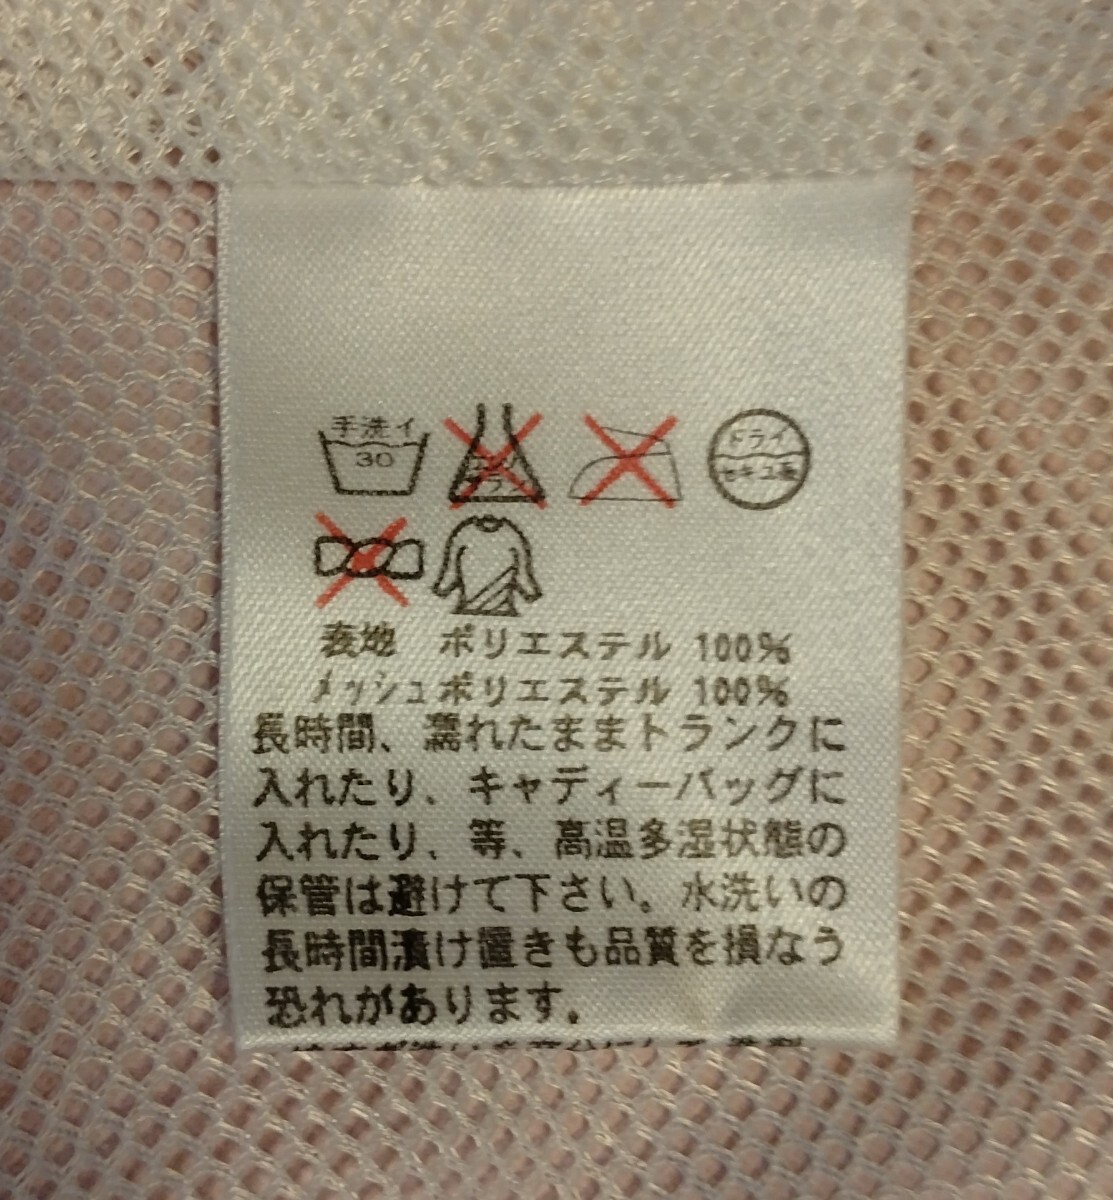 手洗イ
30
ドライ
セキユ系
表地 ポリエステル 100%
メッシュポリエステル 100%
長時間、濡れたままトランクに
入れたり、キャディーバッグに
入れたり、等、高温多湿状態の
保管は避けて下さい。水洗いの
長時間漬け置きも品質を損なう
恐れがあります。